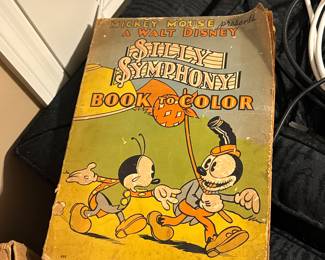 MICKEY MOUSE presents
A WALT DISNEY
SILLY
SYMPHONY
BOOK TO COLOR